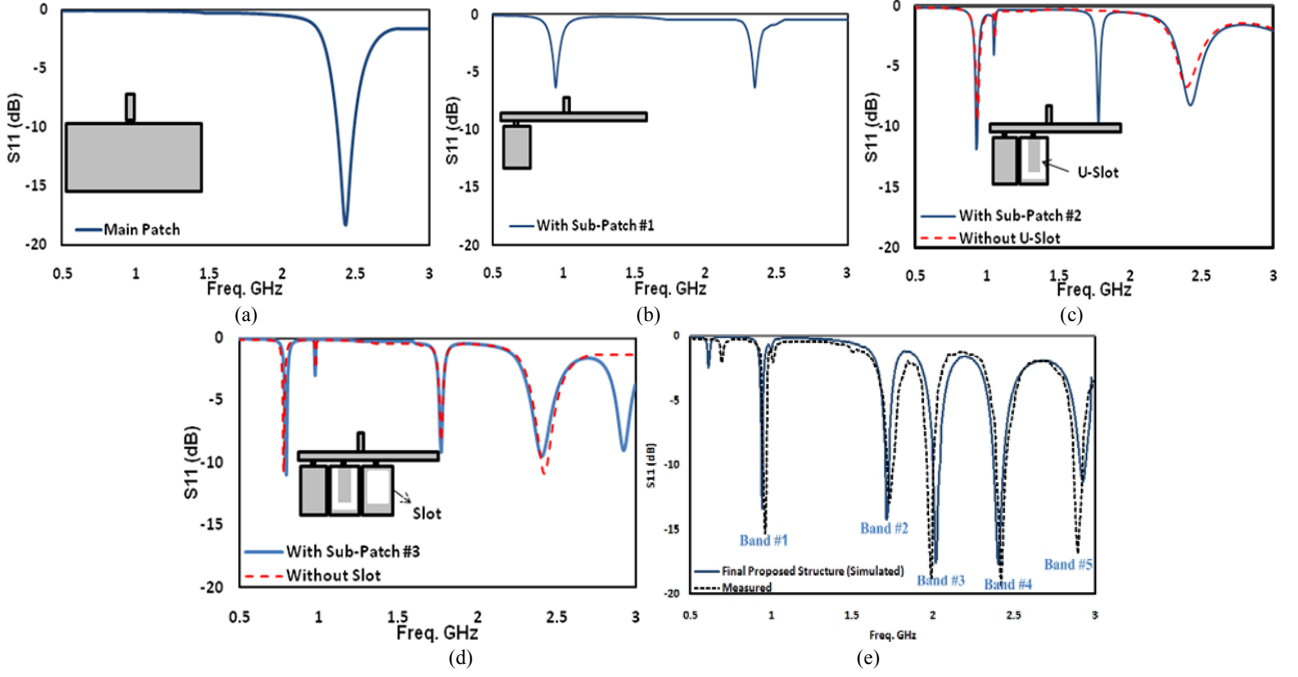 0
-5
-10
-15
-20
S11 (dB)
Main Patch
0.5 1 1.5 2 2.5 3
Freq. GHz
(a)
0
-5
-10
-15
-20
S11 (dB)
With Sub-Patch #1
0.5 1 1.5 2 2.5 3
Freq. GHz
(b)
0
-5
-10
-15
-20
S11 (dB)
U-Slot
With Sub-Patch #2
Without U-Slot
0.5 1 1.5 2 2.5 3
Freq. GHz
(c)
0
-5
-10
-15
-20
S11 (dB)
Slot
With Sub-Patch #3
Without Slot
0.5 1 1.5 2 2.5 3
Freq. GHz
(d)
0
-5
-10
-15
-20
S11 (dB)
Band #1
Band #2
Band #3
Band #4
Band #5
Final Proposed Structure (Simulated)
Measured
0.5 1 1.5 2 2.5 3
Freq. GHz
(e)